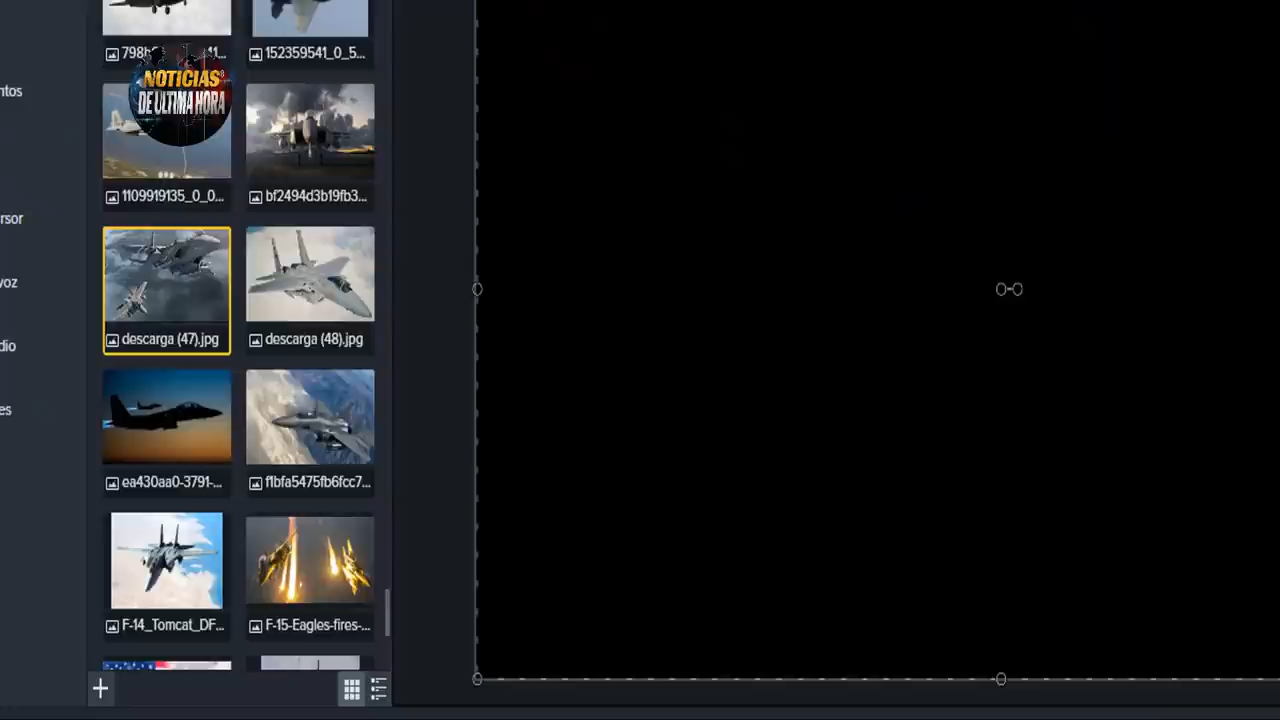 152359541_0_5...
NOTICIAS®
DE ULTIMA HORA
ntos
1109919135_0_0...
bf2494d3b19fb3...
rsor
voz
descarga (47).jpg
descarga (48).jpg
dio
es
ea430aa0-3791-...
f1bfa5475fb6fcc7...
F-14_Tomcat_DF...
F-15-Eagles-fires-...